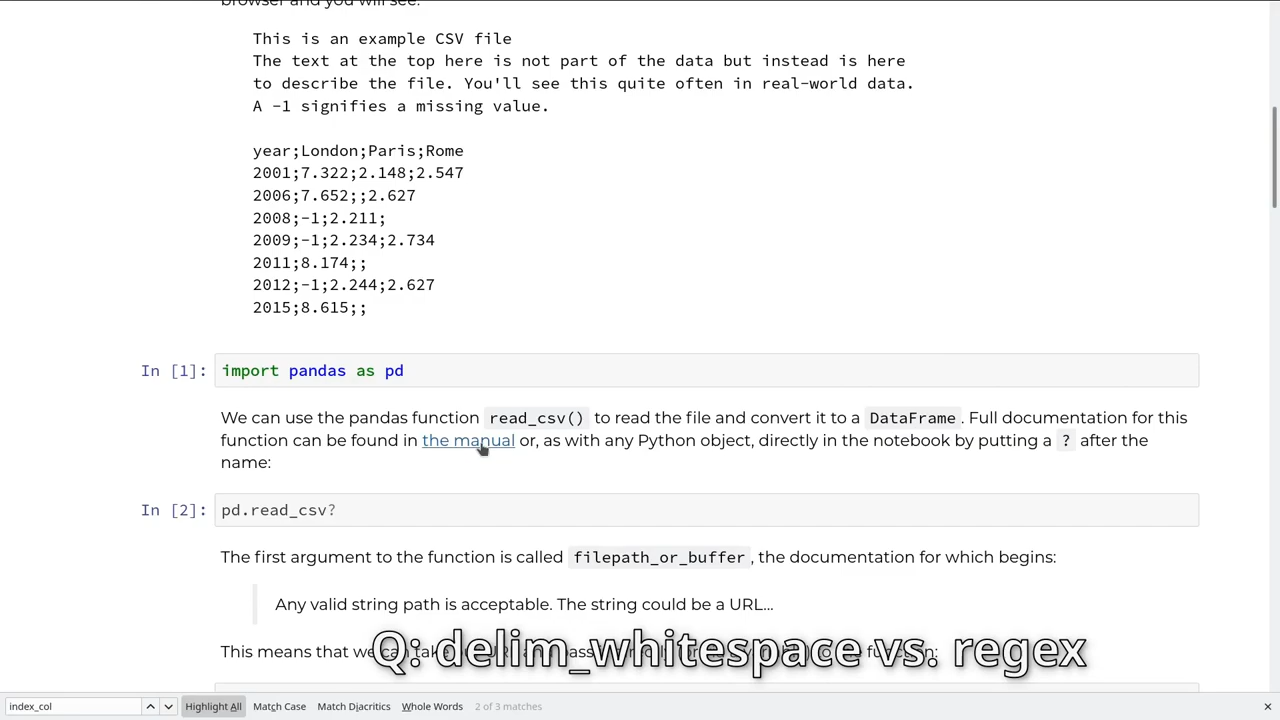 browser and you will see:
This is an example CSV file
The text at the top here is not part of the data but instead is here
to describe the file. You'll see this quite often in real-world data.
A -1 signifies a missing value.
year;London;Paris;Rome
2001;7.322;2.148;2.547
2006;7.652;;2.627
2008;-1;2.211;
2009;-1;2.234;2.734
2011;8.174;;
2012;-1;2.244;2.627
2015;8.615;;
In [1]: import pandas as pd
We can use the pandas function read_csv() to read the file and convert it to a DataFrame. Full documentation for this
function can be found in the manual or, as with any Python object, directly in the notebook by putting a ? after the
name:
In [2]: pd.read_csv?
The first argument to the function is called filepath_or_buffer, the documentation for which begins:
Any valid string path is acceptable. The string could be a URL…
This means that we can take
Q: delim_whitespace vs. regex
index_col Highlight All Match Case Match Diacritics Whole Words 2 of 3 matches